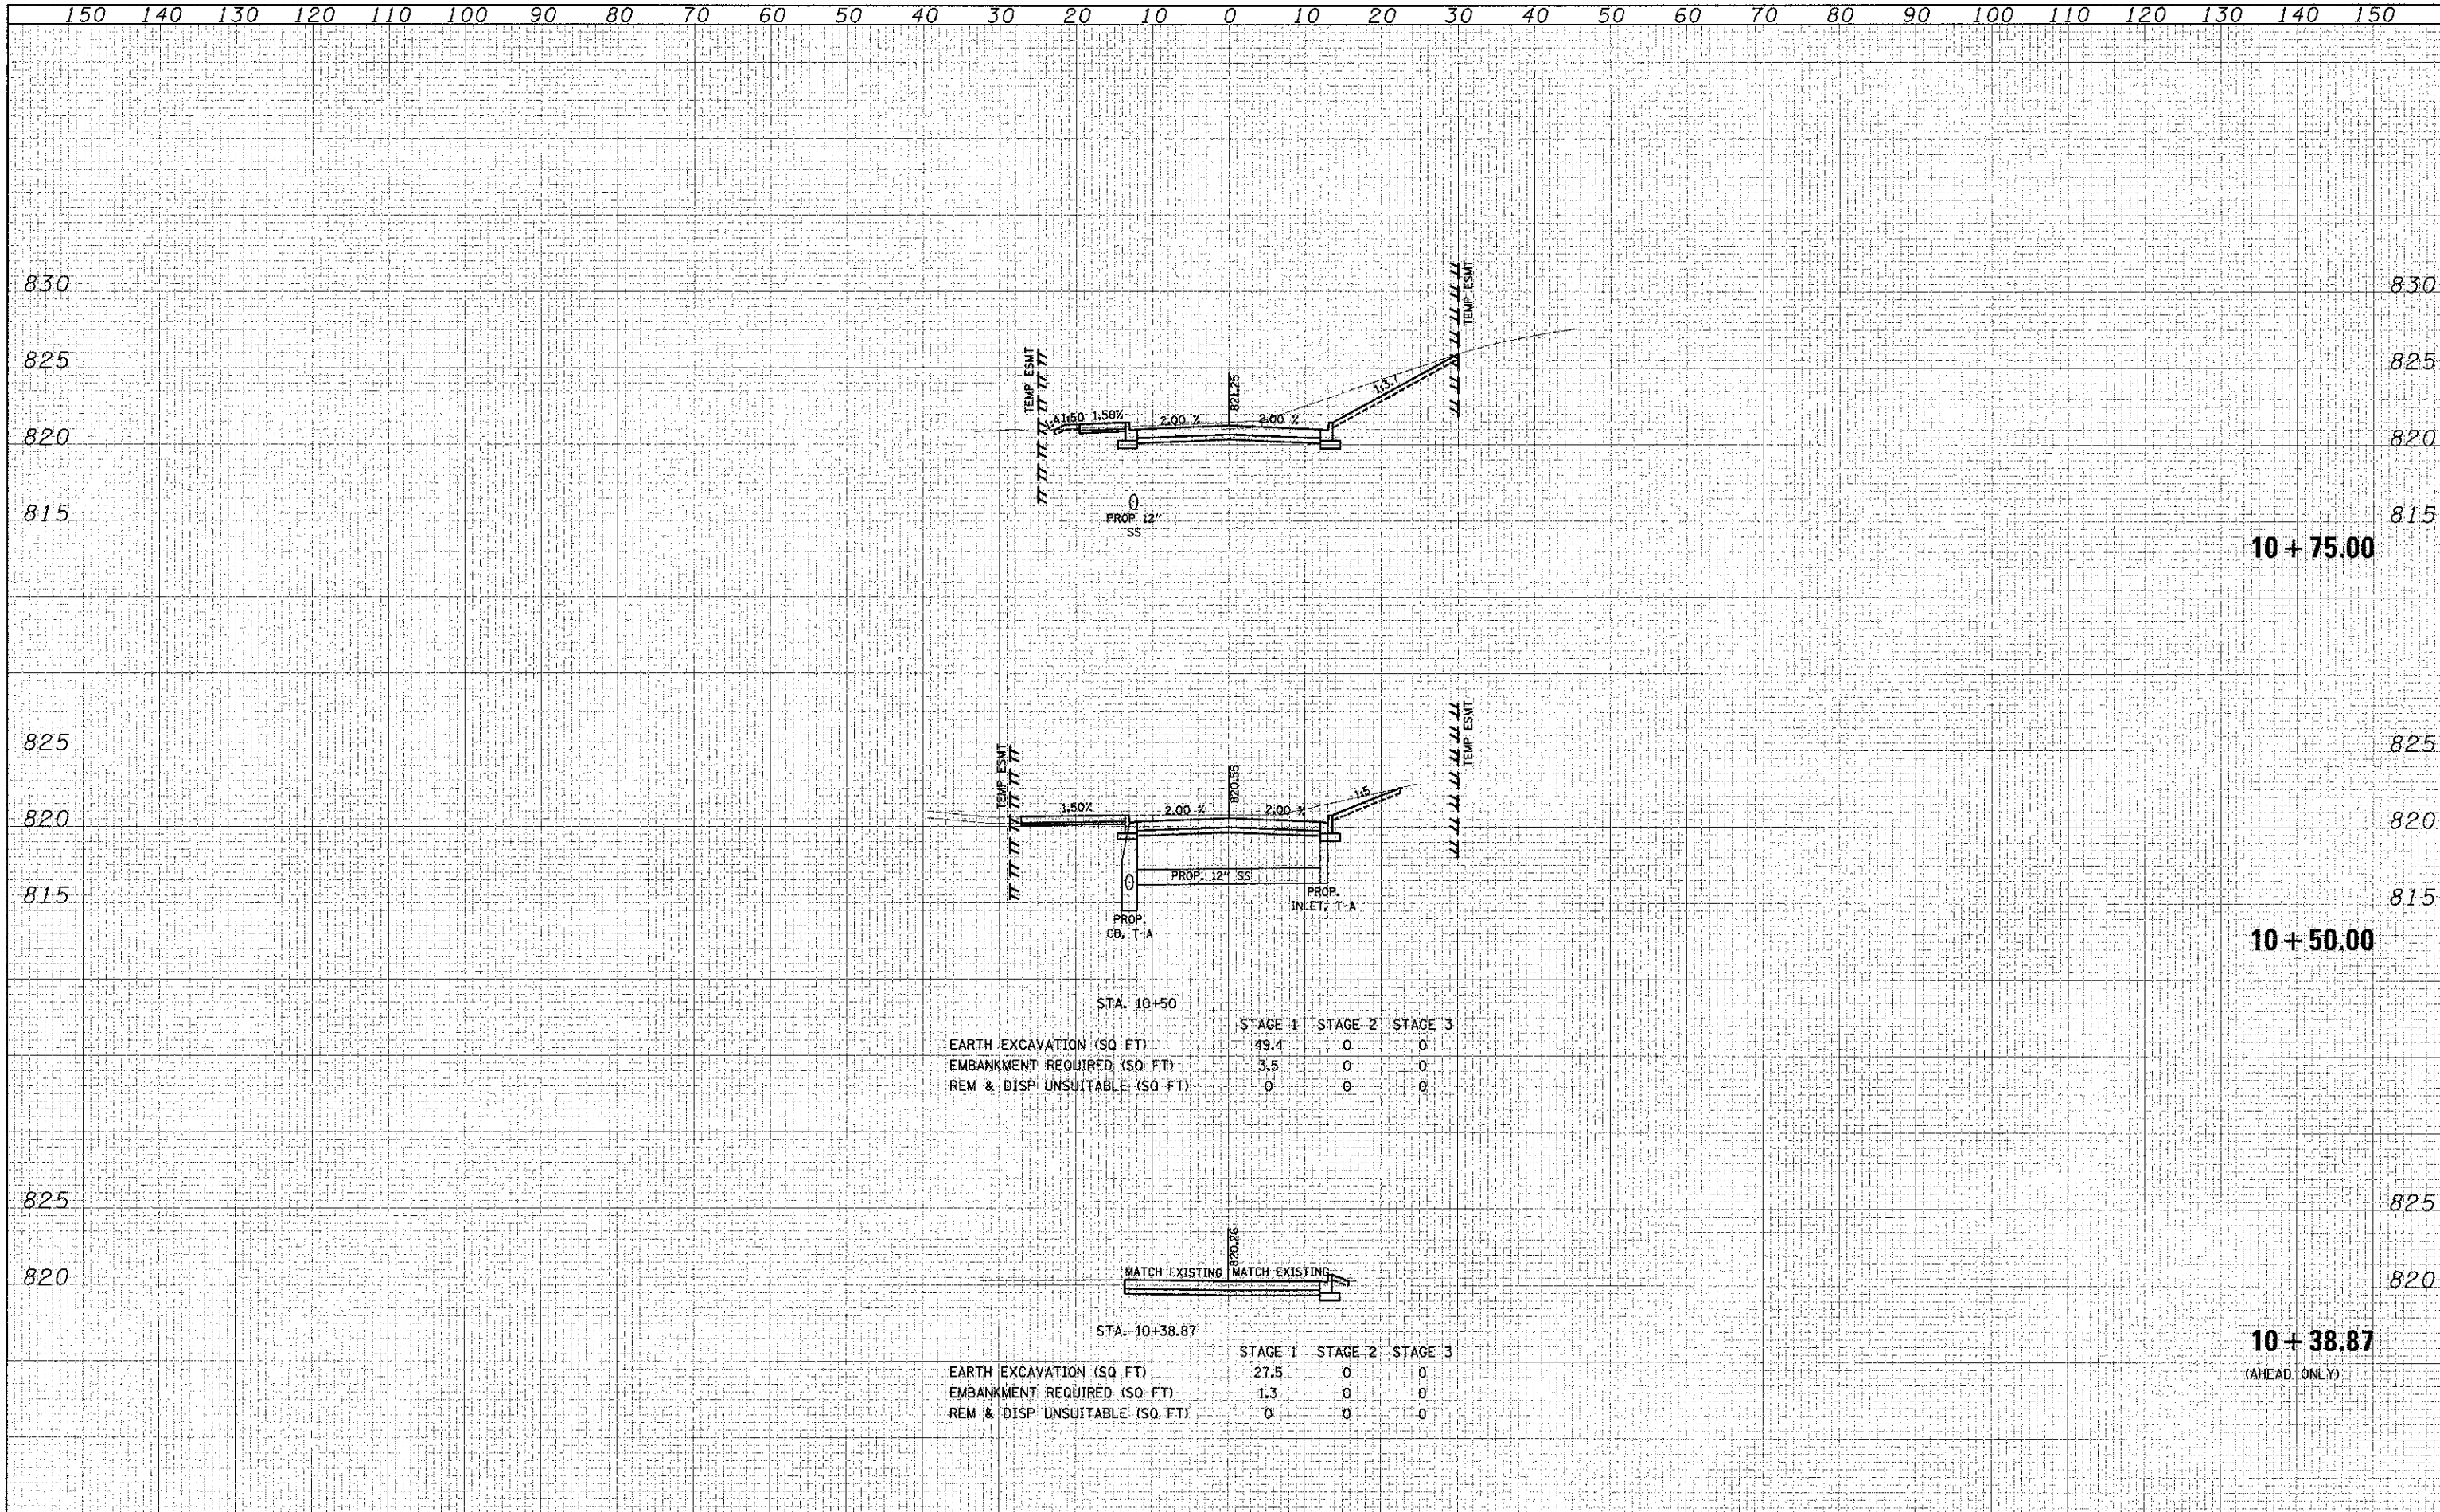 150 140 130 120 110 100 90 80 70 60 50 40 30 20 10 0 10 20 30 40 50 60 70 80 90 100 110 120 130 140 150
830 830
TEMP ESMT
TEMP ESMT
825 825
821.25
1:3.7
1:4 1:50 1.50% 2.00 % 2.00 %
820 820
815 815
PROP 12"
SS
10 + 75.00
TEMP ESMT
TEMP ESMT
825 825
820.55
1.50% 2.00 % 2.00 % 1:5
820 820
PROP. 12" SS
815 815
PROP.
INLET, T-A
PROP.
CB, T-A
10 + 50.00
STA. 10+50
STAGE 1 STAGE 2 STAGE 3
EARTH EXCAVATION (SQ FT) 49.4 0 0
EMBANKMENT REQUIRED (SQ FT) 3.5 0 0
REM & DISP UNSUITABLE (SQ FT) 0 0 0
825 825
820.26
MATCH EXISTING MATCH EXISTING
820 820
STA. 10+38.87
10 + 38.87
(AHEAD ONLY)
STAGE 1 STAGE 2 STAGE 3
EARTH EXCAVATION (SQ FT) 27.5 0 0
EMBANKMENT REQUIRED (SQ FT) 1.3 0 0
REM & DISP UNSUITABLE (SQ FT) 0 0 0